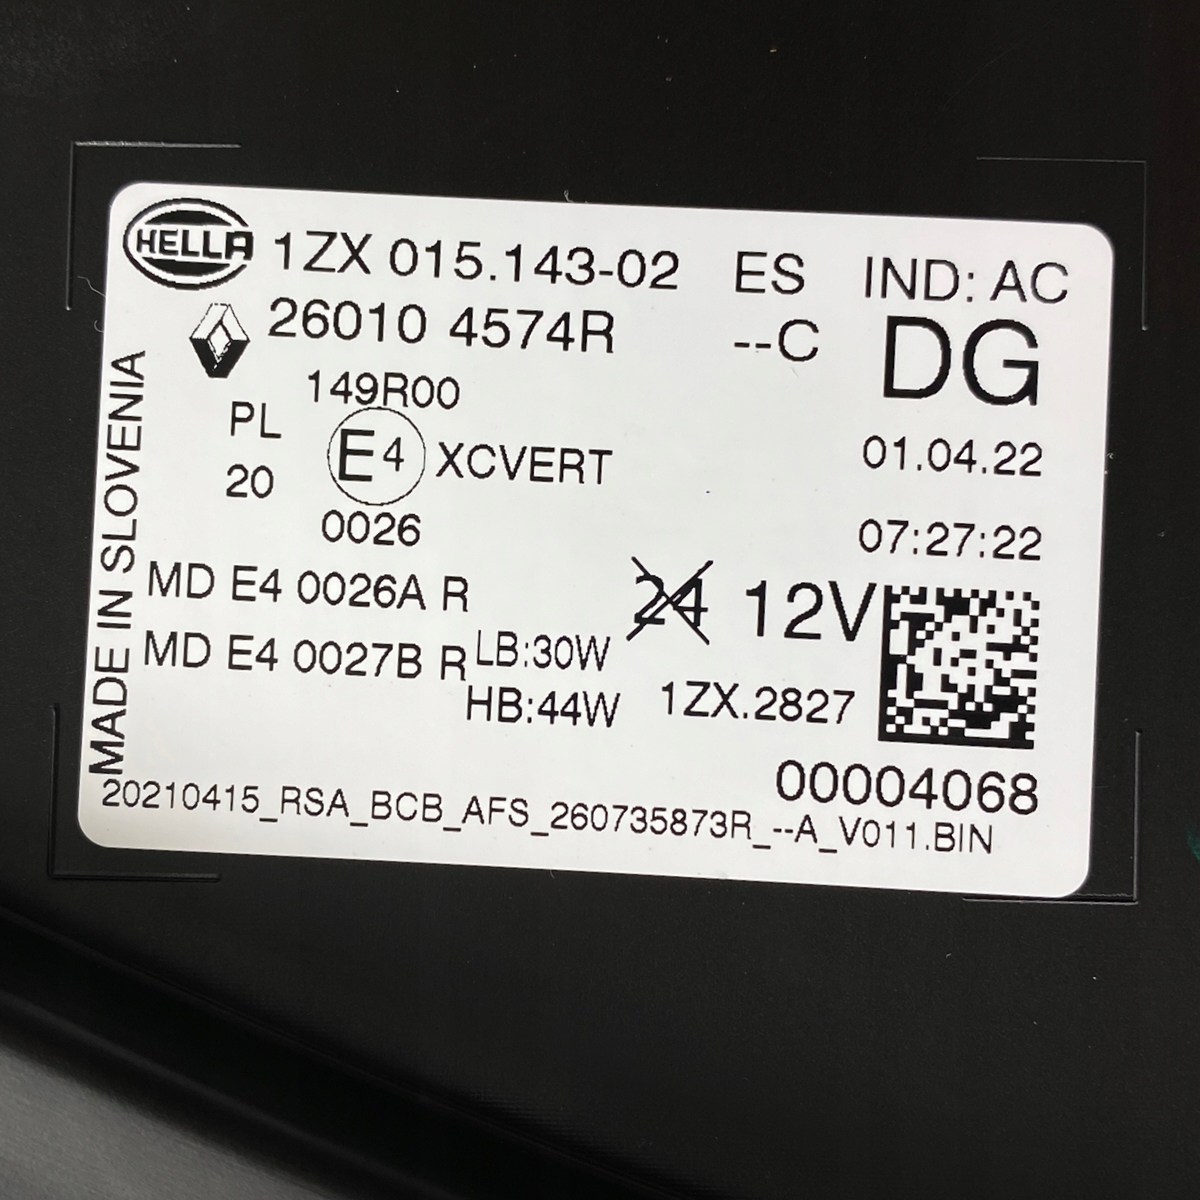 HELLA 1ZX 015.143-02 ES IND: AC
26010 4574R --C DG
149R00
PL E4 XCVERT 01.04.22
20
0026 07:27:22
MD E4 0026A R 24 12V
MD E4 0027B R LB:30W
HB:44W 1ZX.2827
00004068
20210415_RSA_BCB_AFS_260735873R_--A_V011.BIN
MADE IN SLOVENIA